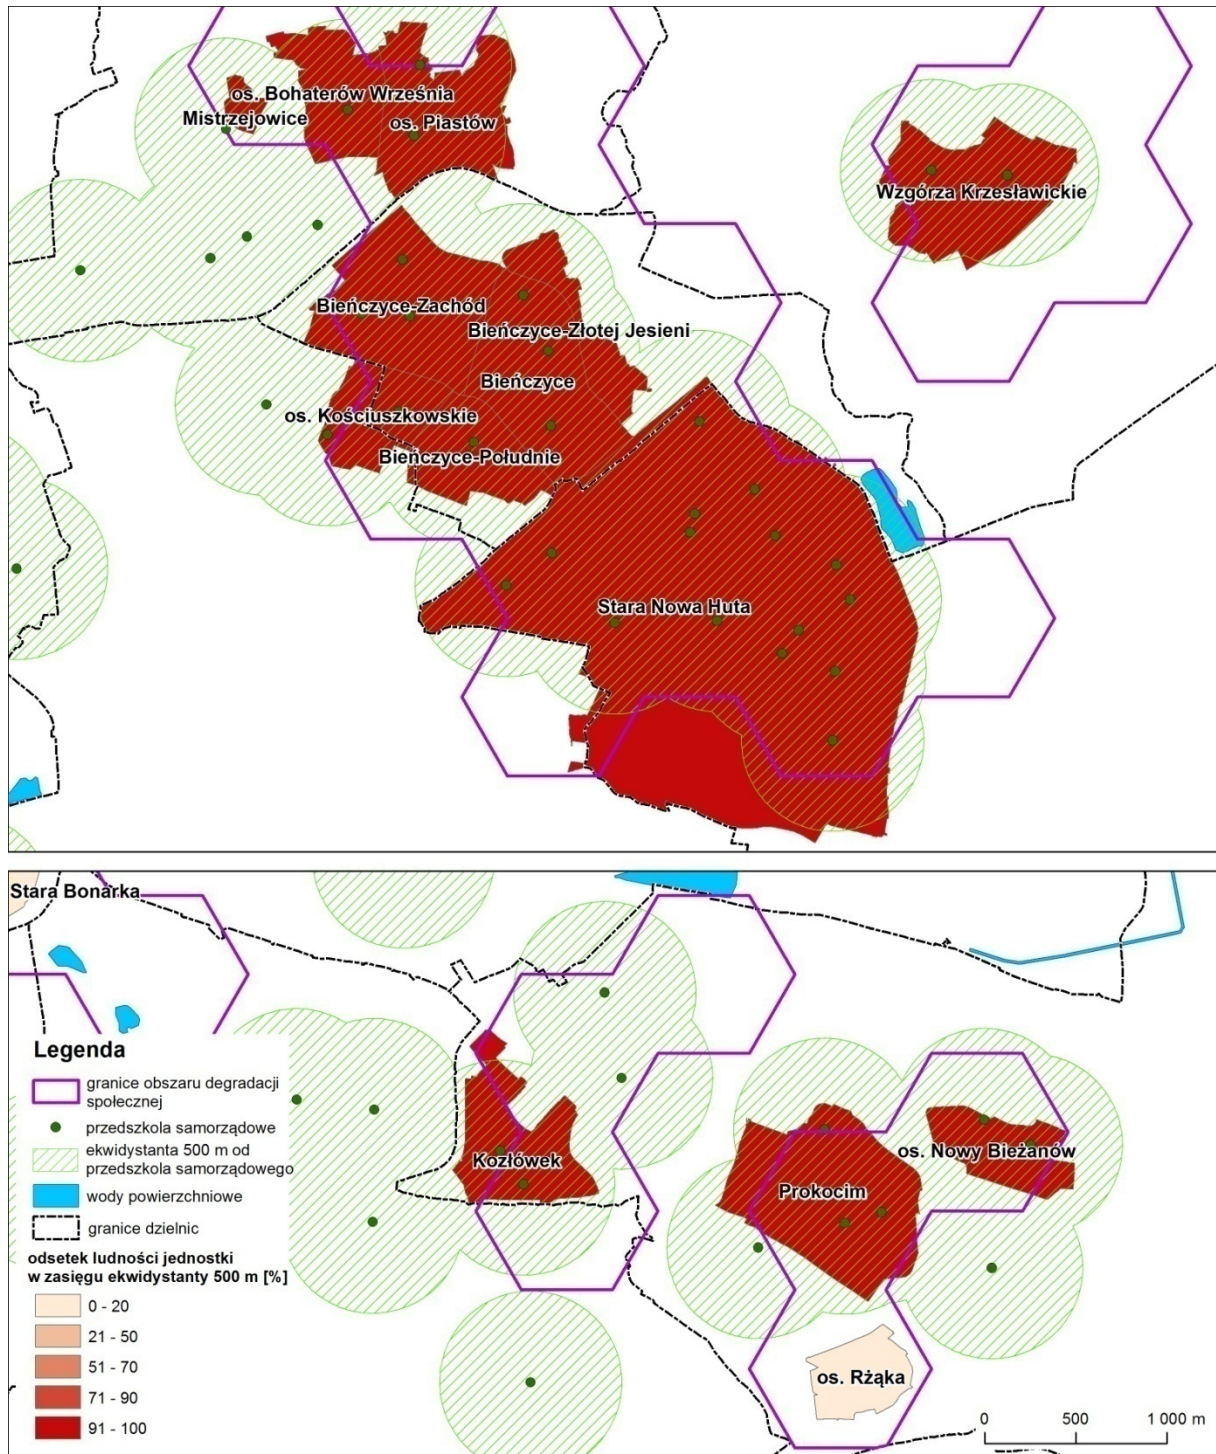 os. Bohaterów Września
Mistrzejowice
os. Piastów
Wzgórza Krzesławickie
Bieńczyce-Zachód
Bieńczyce-Złotej Jesieni
Bieńczyce
os. Kościuszkowskie
Bieńczyce-Południe
Stara Nowa Huta
Stara Bonarka
Legenda
granice obszaru degradacji
społecznej
przedszkola samorządowe
ekwidystanta 500 m od
przedszkola samorządowego
wody powierzchniowe
granice dzielnic
odsetek ludności jednostki
w zasięgu ekwidystanty 500 m [%]
0 - 20
21 - 50
51 - 70
71 - 90
91 - 100
Kozłówek
Prokocim
os. Nowy Bieżanów
os. Rżąka
0 500 1 000 m